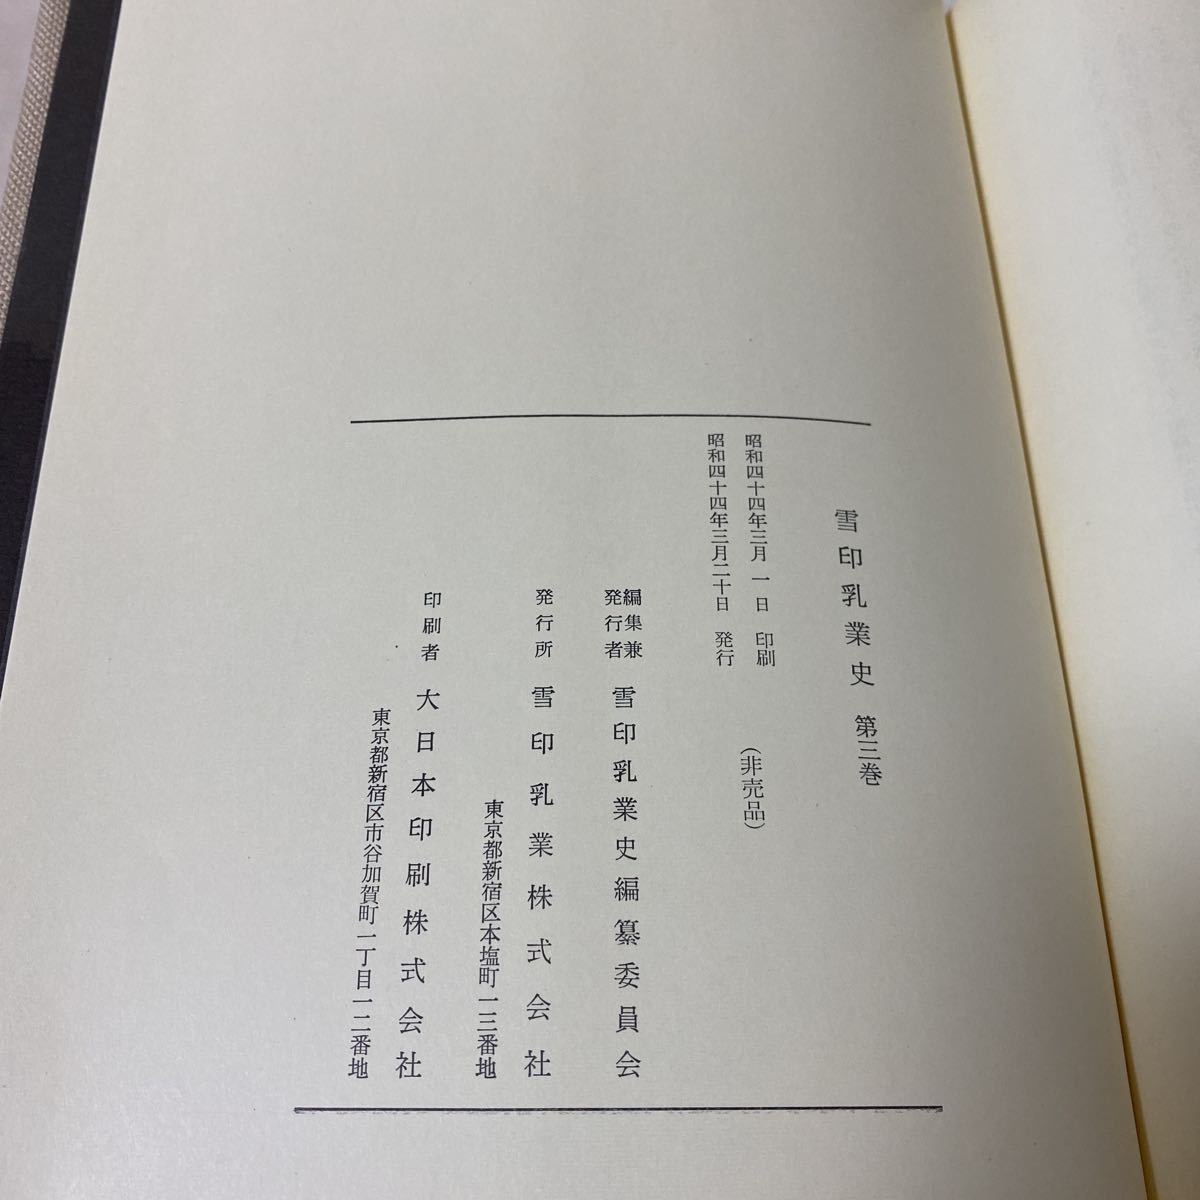 雪印乳業史 第三巻
昭和四十四年三月一日 印刷
昭和四十四年三月二十日 発行
(非売品)
編集兼
発行者 雪印乳業史編纂委員会
発行所 雪印乳業株式会社
東京都新宿区本塩町一三番地
印刷者 大日本印刷株式会社
東京都新宿区市谷加賀町一丁目一二番地